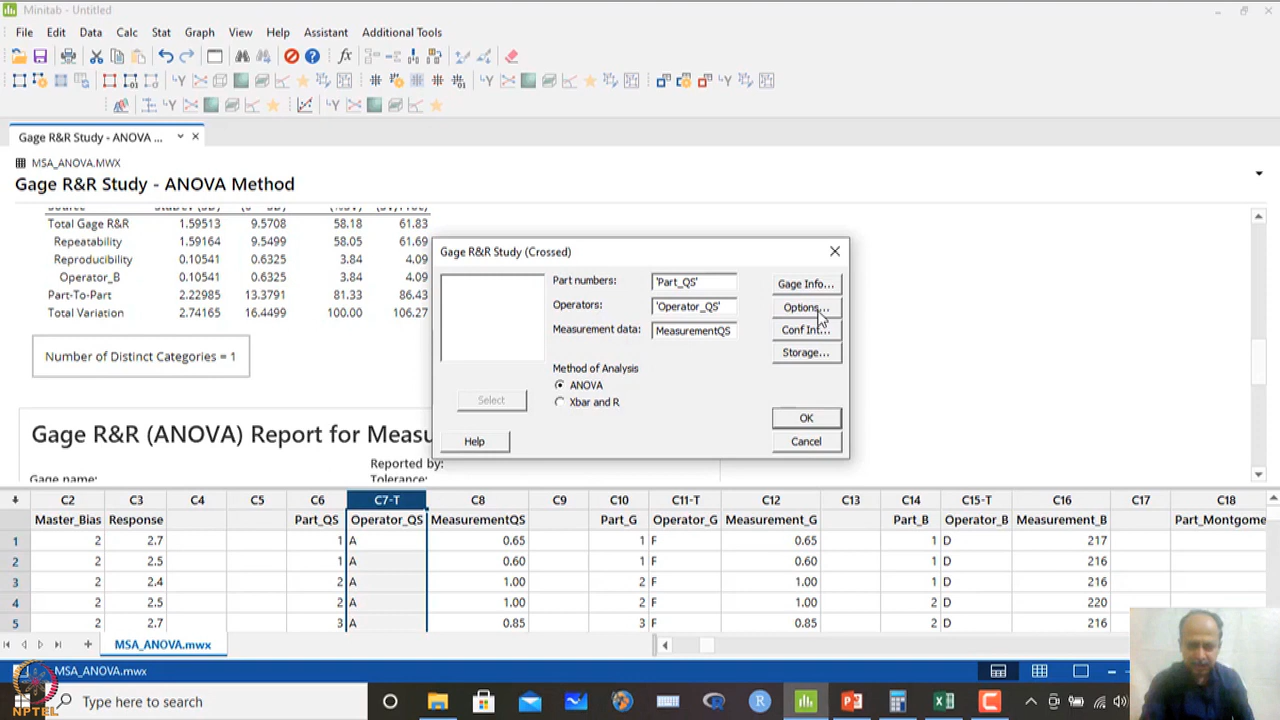 Minitab - Untitled
File Edit Data Calc Stat Graph View Help Assistant Additional Tools
Gage R&R Study - ANOVA ...
MSA_ANOVA.MWX
Gage R&R Study - ANOVA Method
Total Gage R&R 1.59513 9.5708 58.18 61.83
Repeatability 1.59164 9.5499 58.05 61.69
Reproducibility 0.10541 0.6325 3.84 4.09
Operator_B 0.10541 0.6325 3.84 4.09
Part-To-Part 2.22985 13.3791 81.33 86.43
Total Variation 2.74165 16.4499 100.00 106.27
Number of Distinct Categories = 1
Gage R&R (ANOVA) Report for Measu
Reported by:
Gage name:
Tolerance:
Gage R&R Study (Crossed)
Part numbers: 'Part_QS' Gage Info...
Operators: 'Operator_QS' Options...
Measurement data: MeasurementQS Conf Int...
Storage...
Method of Analysis
ANOVA
Xbar and R
Select
OK
Help
Cancel
C2 C3 C4 C5 C6 C7-T C8 C9 C10 C11-T C12 C13 C14 C15-T C16 C17 C18
Master_Bias Response Part_QS Operator_QS MeasurementQS Part_G Operator_G Measurement_G Part_B Operator_B Measurement_B Part_Montgome
1 2 2.7 1 A 0.65 1 F 0.65 1 D 217
2 2 2.5 1 A 0.60 1 F 0.60 1 D 216
3 2 2.4 2 A 1.00 2 F 1.00 1 D 216
4 2 2.5 2 A 1.00 2 F 1.00 2 D 220
5 2 2.7 3 A 0.85 3 F 0.85 2 D 216
MSA_ANOVA.mwx
MSA_ANOVA.mwx
Type here to search
NPTEL